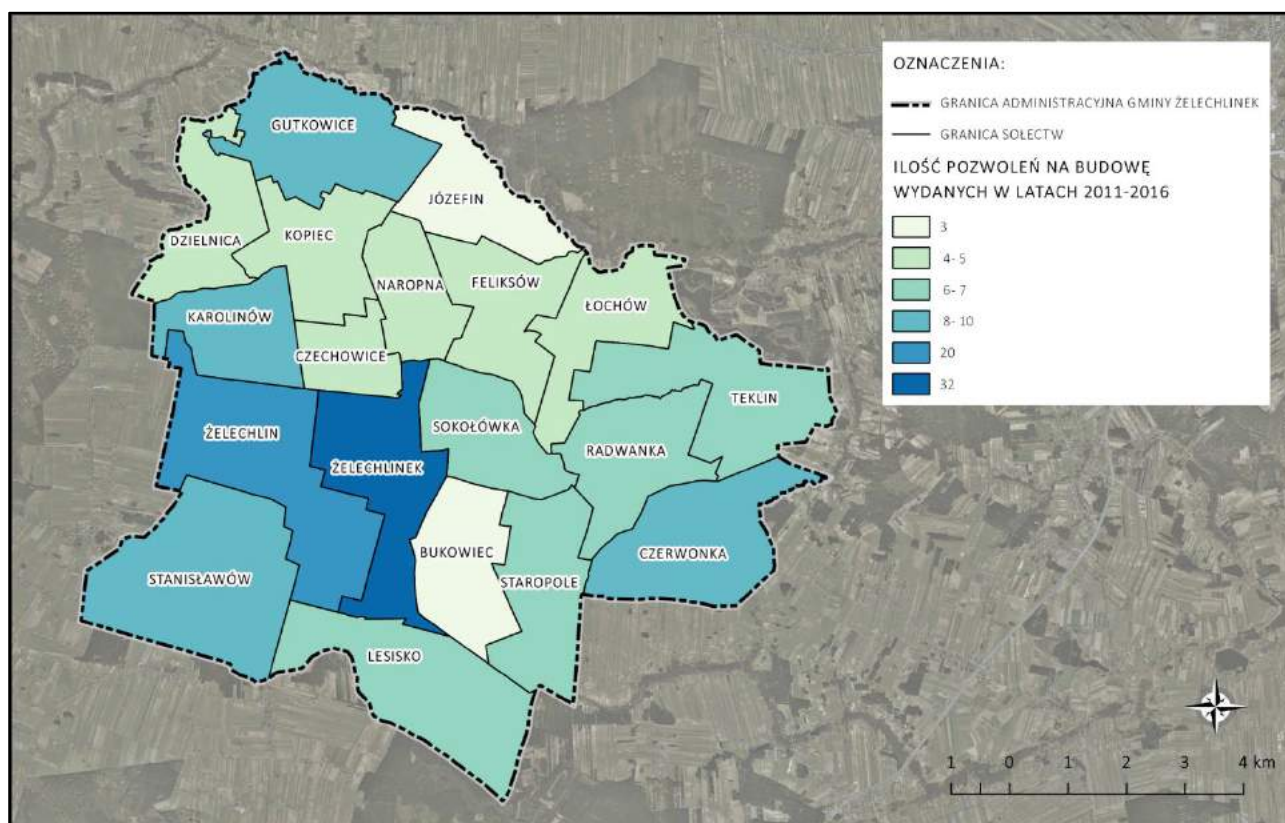 OZNACZENIA:
GRANICA ADMINISTRACYJNA GMINY ŻELECHLINEK
GRANICA SOŁECTW
ILOŚĆ POZWOLEŃ NA BUDOWĘ
WYDANYCH W LATACH 2011-2016
3
4- 5
6- 7
8- 10
20
32
GUTKOWICE
JÓZEFIN
DZIELNICA
KOPIEC
NAROPNA
FELIKSÓW
ŁOCHÓW
KAROLINÓW
CZECHOWICE
TEKLIN
ŻELECHLIN
SOKOŁÓWKA
RADWANKA
ŻELECHLINEK
BUKOWIEC
CZERWONKA
STANISŁAWÓW
STAROPOLE
LESISKO
1 0 1 2 3 4 km